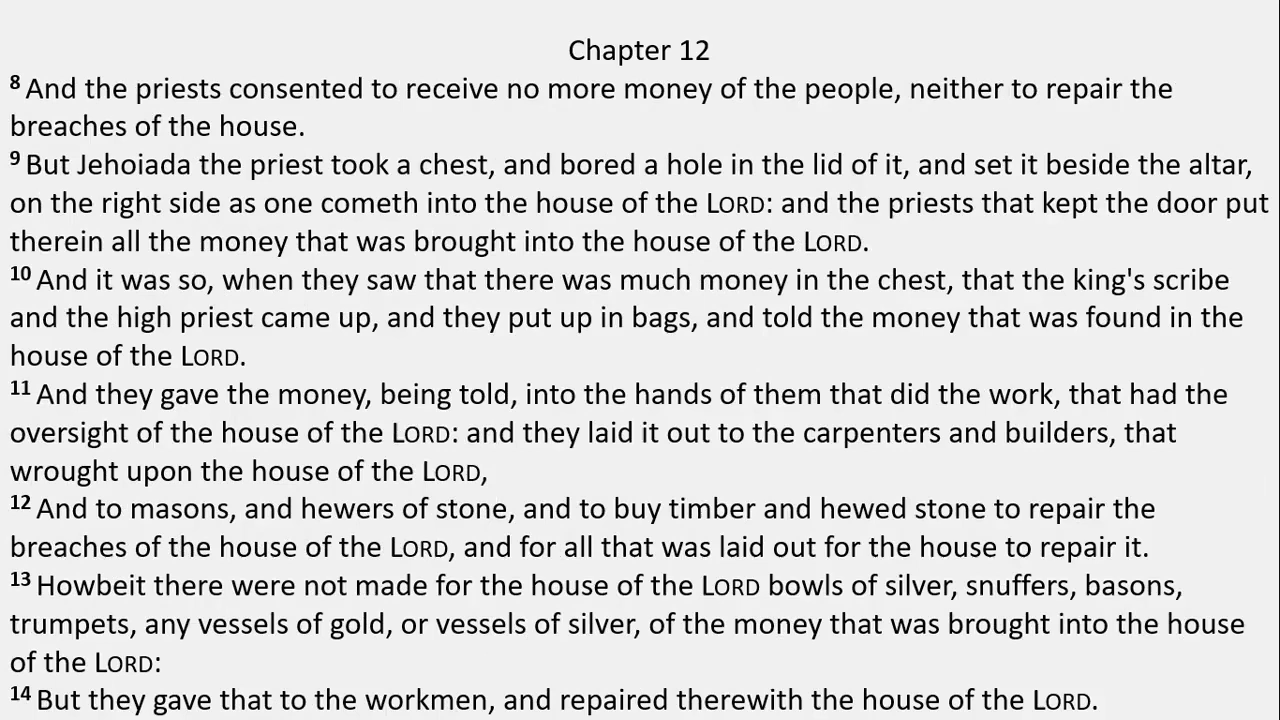 Chapter 12
8 And the priests consented to receive no more money of the people, neither to repair the
breaches of the house.
9 But Jehoiada the priest took a chest, and bored a hole in the lid of it, and set it beside the altar,
on the right side as one cometh into the house of the LORD: and the priests that kept the door put
therein all the money that was brought into the house of the LORD.
10 And it was so, when they saw that there was much money in the chest, that the king's scribe
and the high priest came up, and they put up in bags, and told the money that was found in the
house of the LORD.
11 And they gave the money, being told, into the hands of them that did the work, that had the
oversight of the house of the LORD: and they laid it out to the carpenters and builders, that
wrought upon the house of the LORD,
12 And to masons, and hewers of stone, and to buy timber and hewed stone to repair the
breaches of the house of the LORD, and for all that was laid out for the house to repair it.
13 Howbeit there were not made for the house of the LORD bowls of silver, snuffers, basons,
trumpets, any vessels of gold, or vessels of silver, of the money that was brought into the house
of the LORD:
14 But they gave that to the workmen, and repaired therewith the house of the LORD.